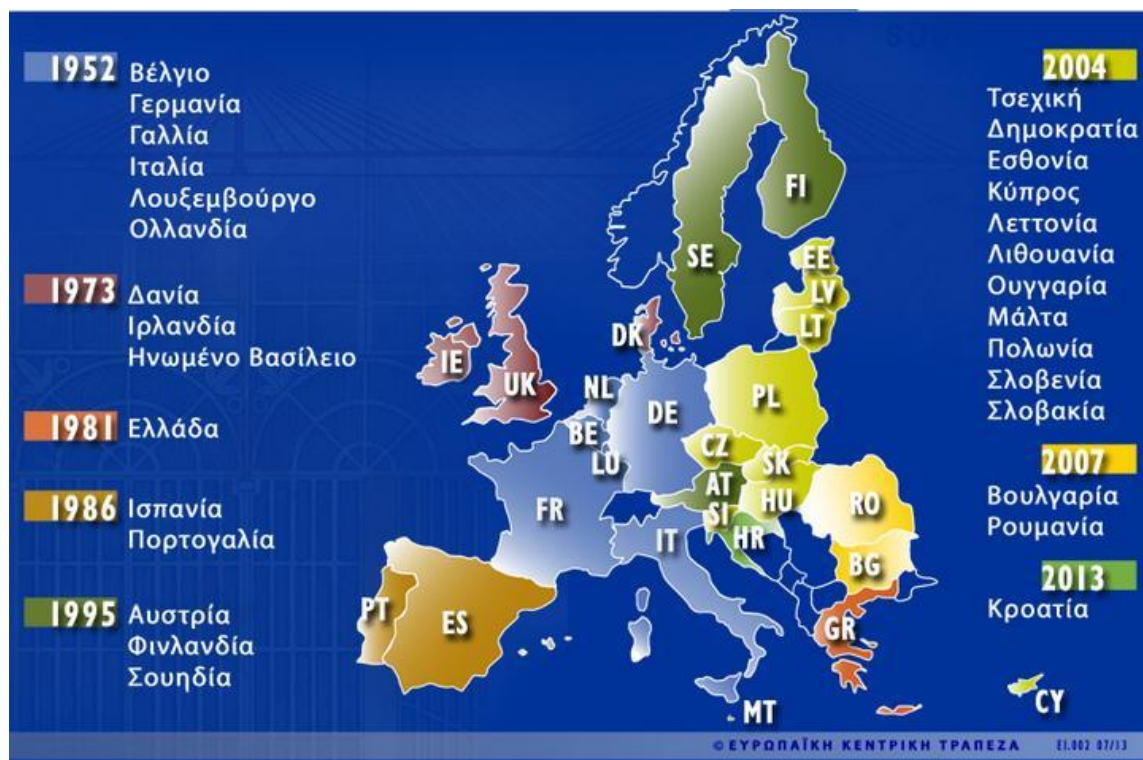 1952
Βέλγιο
Γερμανία
Γαλλία
Ιταλία
Λουξεμβούργο
Ολλανδία
1973
Δανία
Ιρλανδία
Ηνωμένο Βασίλειο
1981
Ελλάδα
1986
Ισπανία
Πορτογαλία
1995
Αυστρία
Φινλανδία
Σουηδία
FI
SE
EE
LV
LT
DK
IE
UK
NL
DE
PL
BE
LU
CZ
SK
AT
HU
SI
HR
RO
FR
IT
BG
PT
ES
GR
MT
CY
2004
Τσεχική
Δημοκρατία
Εσθονία
Κύπρος
Λεττονία
Λιθουανία
Ουγγαρία
Μάλτα
Πολωνία
Σλοβενία
Σλοβακία
2007
Βουλγαρία
Ρουμανία
2013
Κροατία
© ΕΥΡΩΠΑΪΚΗ ΚΕΝΤΡΙΚΗ ΤΡΑΠΕΖΑ EI.002 07/13